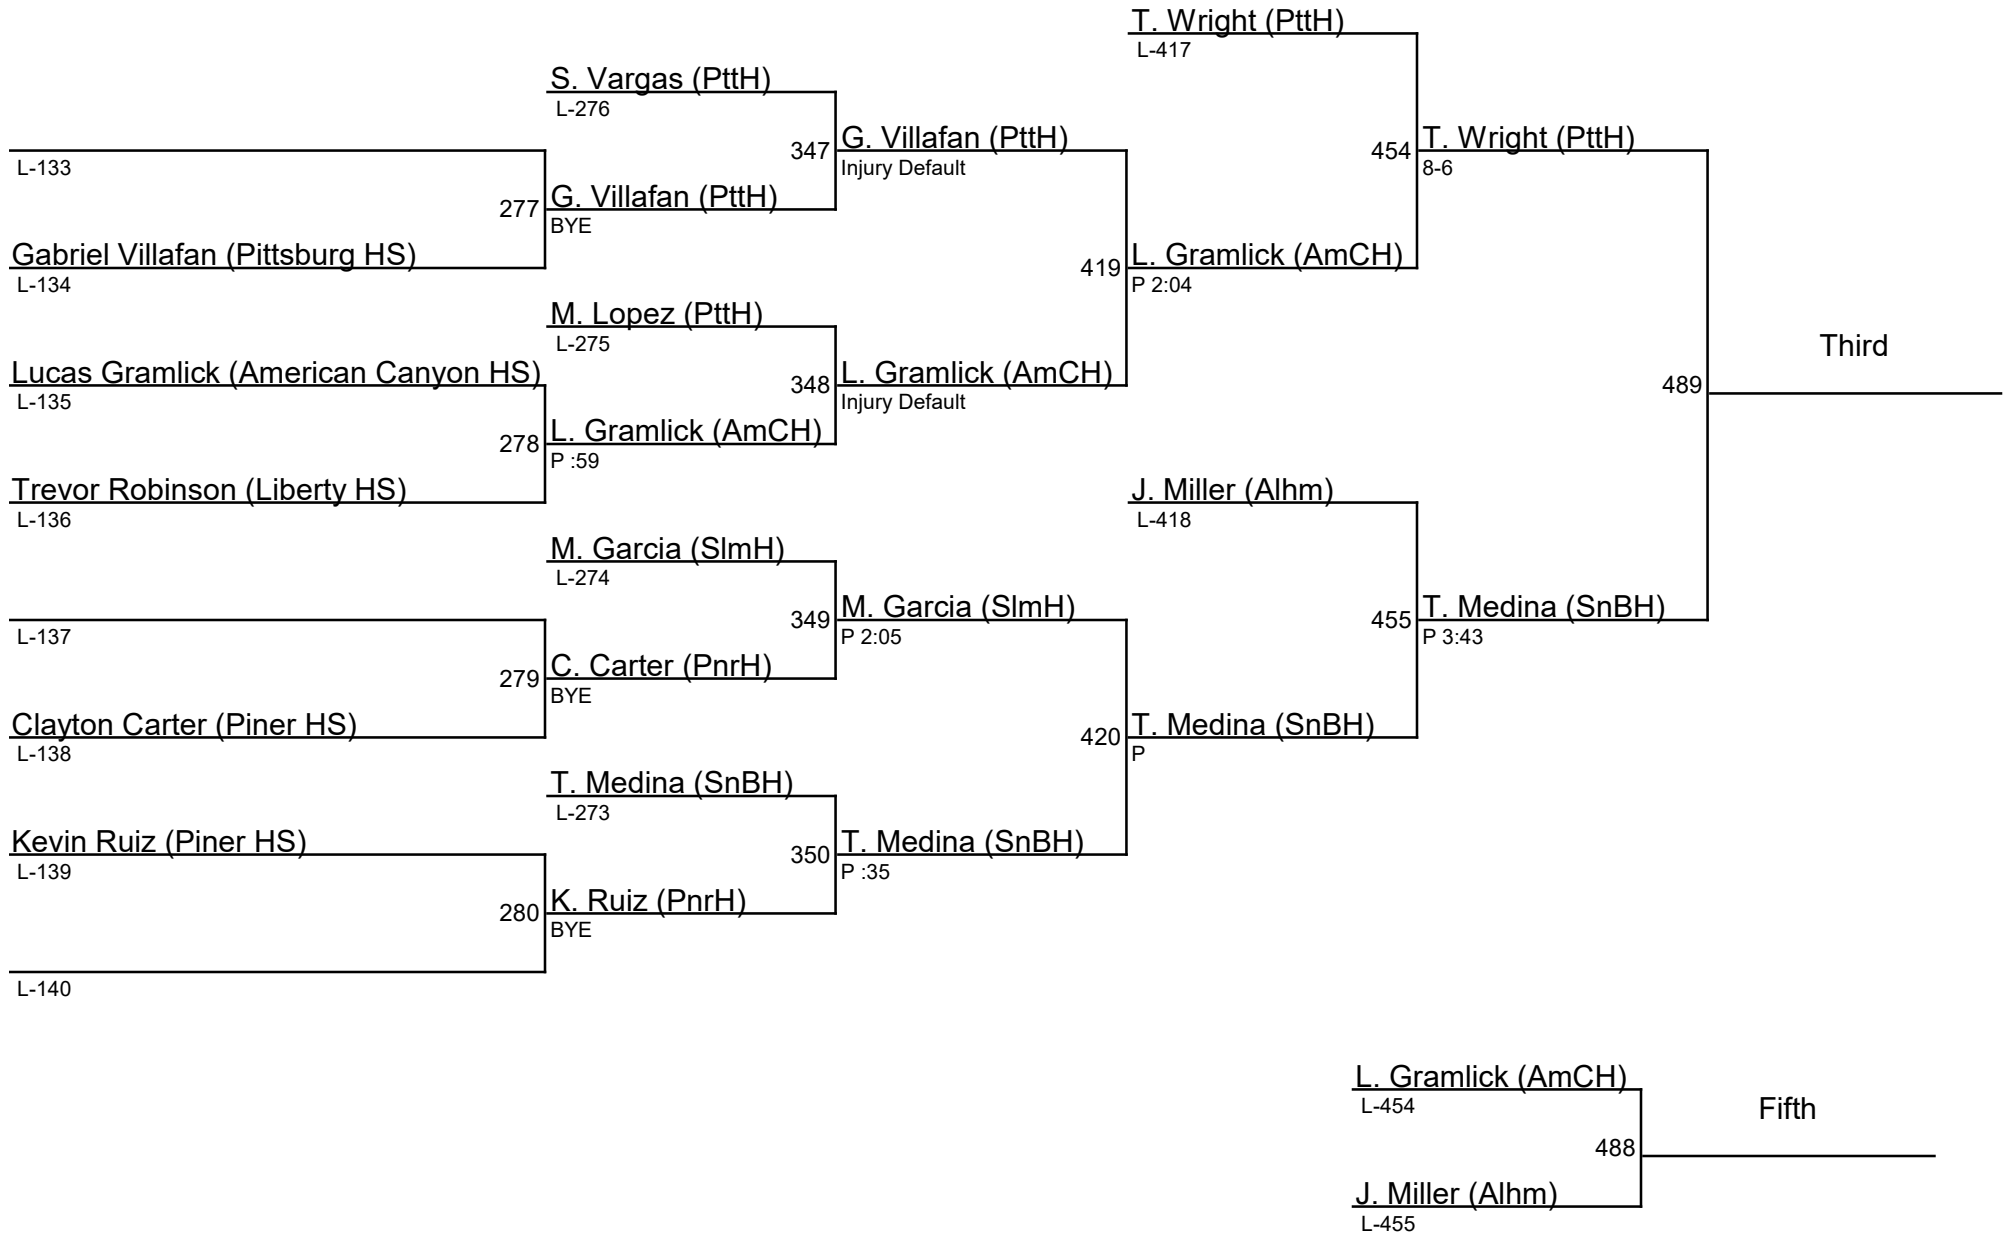 T. Wright (PttH)
L-417
S. Vargas (PttH)
L-276
347
G. Villafan (PttH)
Injury Default
454
T. Wright (PttH)
8-6
L-133
277
G. Villafan (PttH)
BYE
Gabriel Villafan (Pittsburg HS)
L-134
419
L. Gramlick (AmCH)
P 2:04
M. Lopez (PttH)
L-275
Third
Lucas Gramlick (American Canyon HS)
L-135
348
L. Gramlick (AmCH)
Injury Default
489
278
L. Gramlick (AmCH)
P :59
Trevor Robinson (Liberty HS)
L-136
J. Miller (Alhm)
L-418
M. Garcia (SlmH)
L-274
L-137
349
M. Garcia (SlmH)
P 2:05
455
T. Medina (SnBH)
P 3:43
279
C. Carter (PnrH)
BYE
Clayton Carter (Piner HS)
L-138
420
T. Medina (SnBH)
P
T. Medina (SnBH)
L-273
Kevin Ruiz (Piner HS)
L-139
350
T. Medina (SnBH)
P :35
280
K. Ruiz (PnrH)
BYE
L-140
L. Gramlick (AmCH)
L-454
Fifth
488
J. Miller (Alhm)
L-455